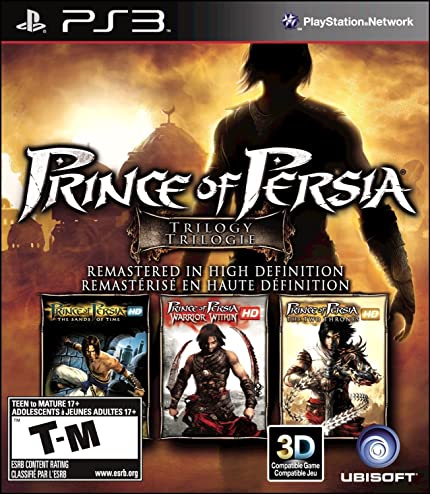 PS3
PlayStation®Network
PRINCE OF PERSIA
TRILOGY
TRILOGIE
REMASTERED IN HIGH DEFINITION
REMASTÉRISÉ EN HAUTE DÉFINITION
PRINCE OF PERSIA HD
THE SANDS OF TIME
PRINCE OF PERSIA
WARRIOR WITHIN HD
PRINCE OF PERSIA HD
THE TWO THRONES
TEEN to MATURE 17+
ADOLESCENTS à JEUNES ADULTES 17+
T-M
ESRB CONTENT RATING
CLASSIFIÉ PAR L'ESRB
www.esrb.org
3D
Compatible Game
Compatible Jeu
UBISOFT